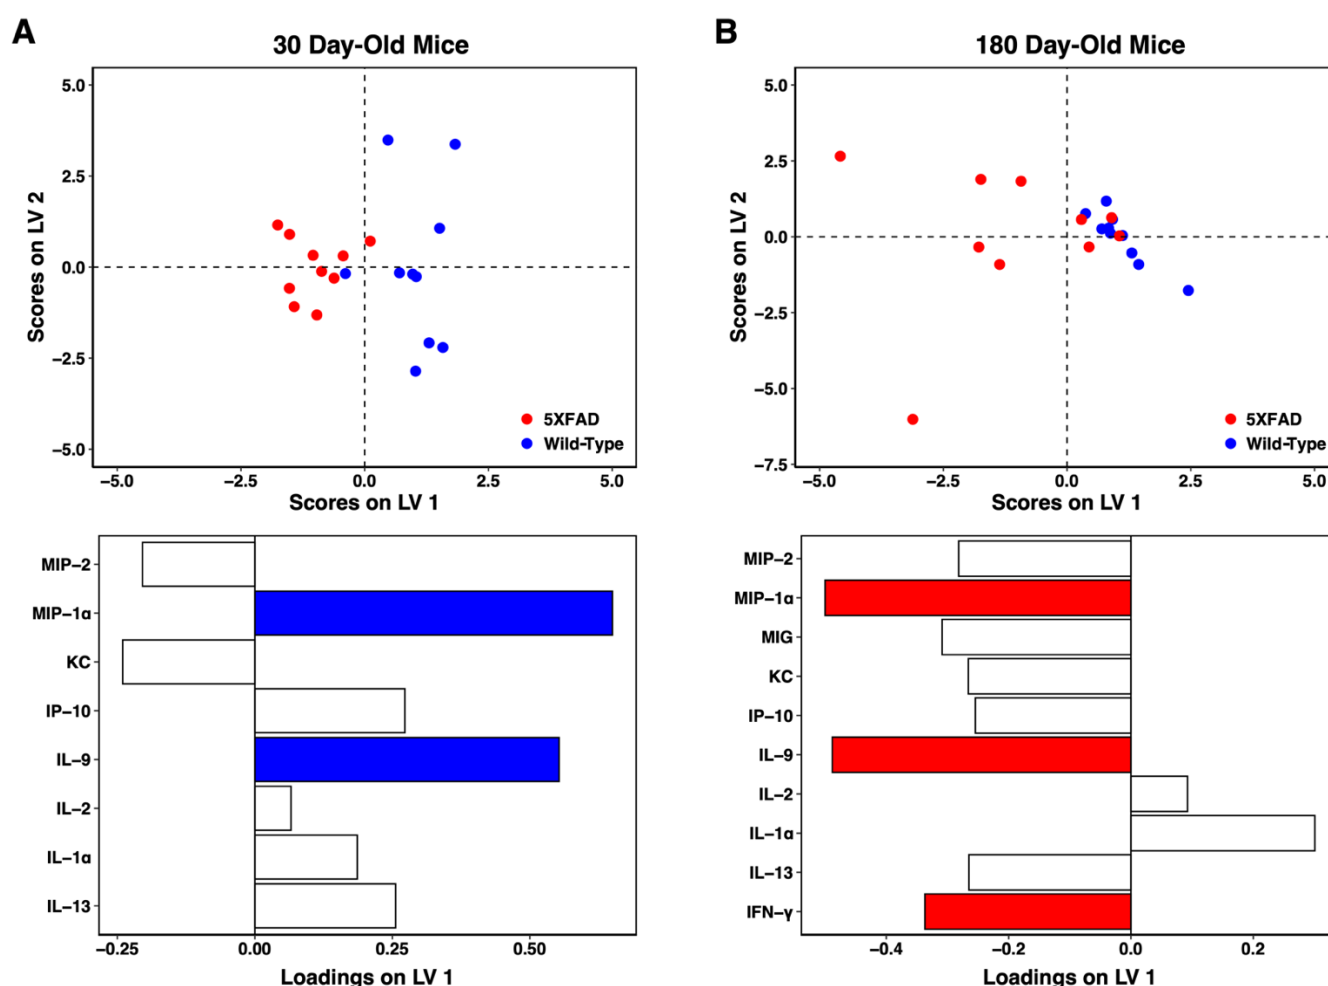 A
30 Day-Old Mice
5.0
2.5
0.0
−2.5
−5.0
Scores on LV 2
5XFAD
Wild-Type
−5.0 −2.5 0.0 2.5 5.0
Scores on LV 1
MIP−2
MIP−1α
KC
IP−10
IL−9
IL−2
IL−1α
IL−13
−0.25 0.00 0.25 0.50
Loadings on LV 1
B
180 Day-Old Mice
5.0
2.5
0.0
−2.5
−5.0
−7.5
Scores on LV 2
5XFAD
Wild-Type
−5.0 −2.5 0.0 2.5 5.0
Scores on LV 1
MIP−2
MIP−1α
MIG
KC
IP−10
IL−9
IL−2
IL−1α
IL−13
IFN−γ
−0.4 −0.2 0.0 0.2
Loadings on LV 1